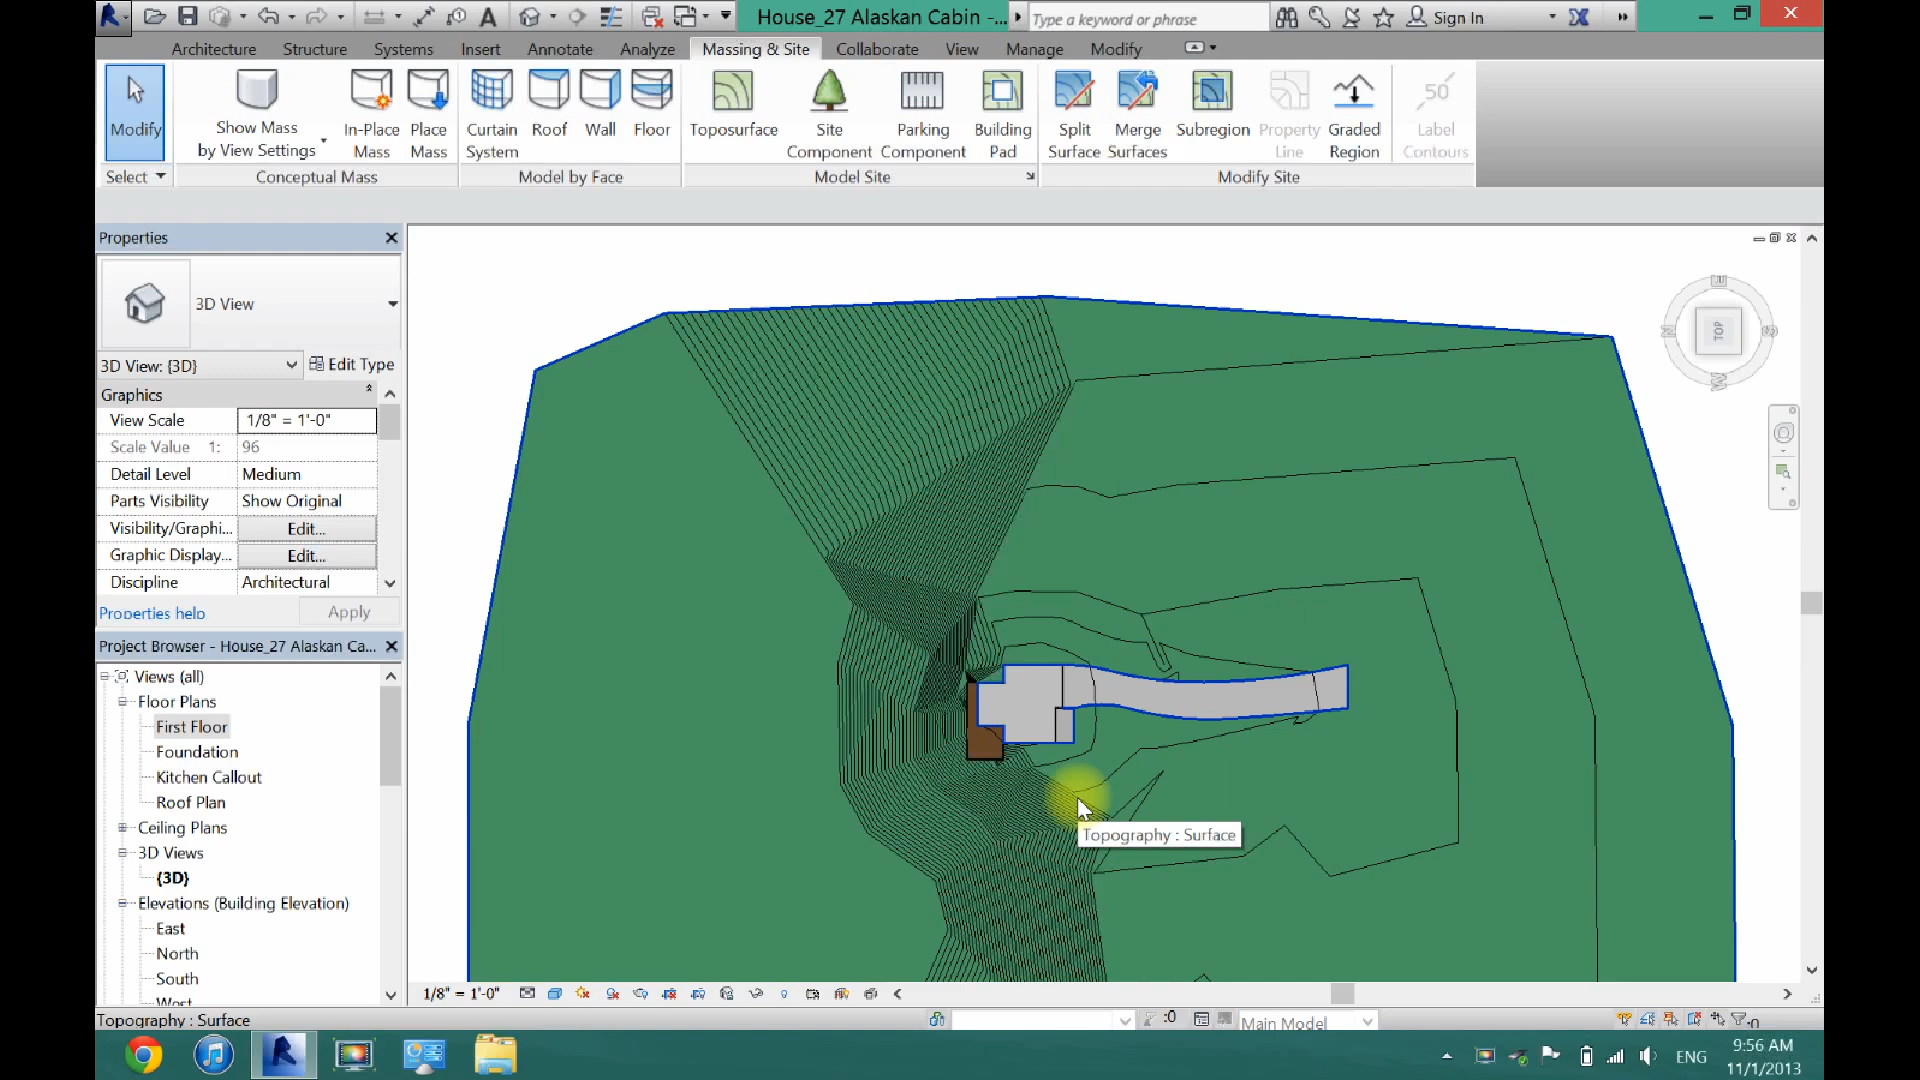 House_27 Alaskan Cabin -...
Type a keyword or phrase
Sign In
Architecture
Structure
Systems
Insert
Annotate
Analyze
Massing & Site
Collaborate
View
Manage
Modify
Modify
Show Mass
by View Settings
In-Place
Mass
Place
Mass
Curtain
System
Roof
Wall
Floor
Toposurface
Site
Component
Parking
Component
Building
Pad
Split
Surface
Merge
Surfaces
Subregion
Property
Line
Graded
Region
50
Label
Contours
Select
Conceptual Mass
Model by Face
Model Site
Modify Site
Properties
3D View
3D View: {3D}
Edit Type
Graphics
View Scale
1/8" = 1'-0"
Scale Value 1:
96
Detail Level
Medium
Parts Visibility
Show Original
Visibility/Graphi...
Edit...
Graphic Display...
Edit...
Discipline
Architectural
Properties help
Apply
Project Browser - House_27 Alaskan Ca...
Views (all)
Floor Plans
First Floor
Foundation
Kitchen Callout
Roof Plan
Ceiling Plans
3D Views
{3D}
Elevations (Building Elevation)
East
North
South
West
TOP
Topography : Surface
1/8" = 1'-0"
Topography : Surface
:0
Main Model
:0
ENG
9:56 AM
11/1/2013